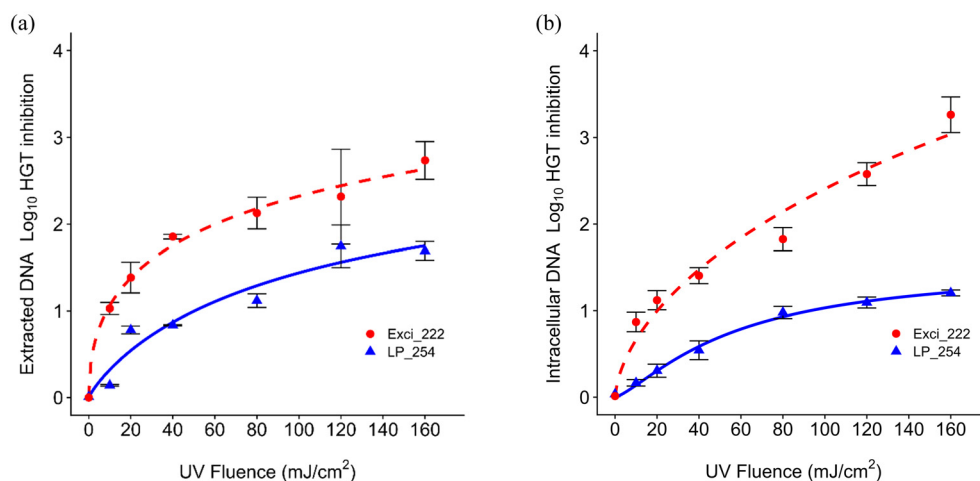 (a)
Extracted DNA Log₁₀ HGT inhibition
4
3
2
1
0
Exci_222
LP_254
0 20 40 60 80 100 120 140 160
UV Fluence (mJ/cm²)
(b)
Intracellular DNA Log₁₀ HGT inhibition
4
3
2
1
0
Exci_222
LP_254
0 20 40 60 80 100 120 140 160
UV Fluence (mJ/cm²)